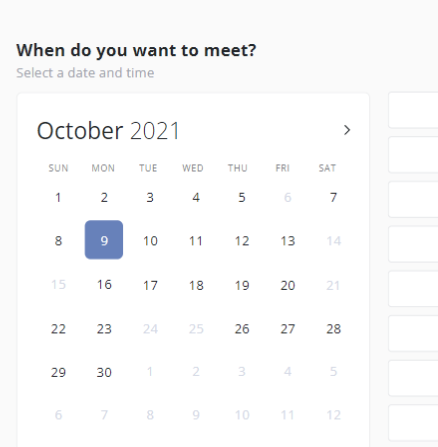 When do you want to meet?
Select a date and time
October 2021 >
SUN MON TUE WED THU FRI SAT
1 2 3 4 5 6 7
8 9 10 11 12 13 14
15 16 17 18 19 20 21
22 23 24 25 26 27 28
29 30 1 2 3 4 5
6 7 8 9 10 11 12